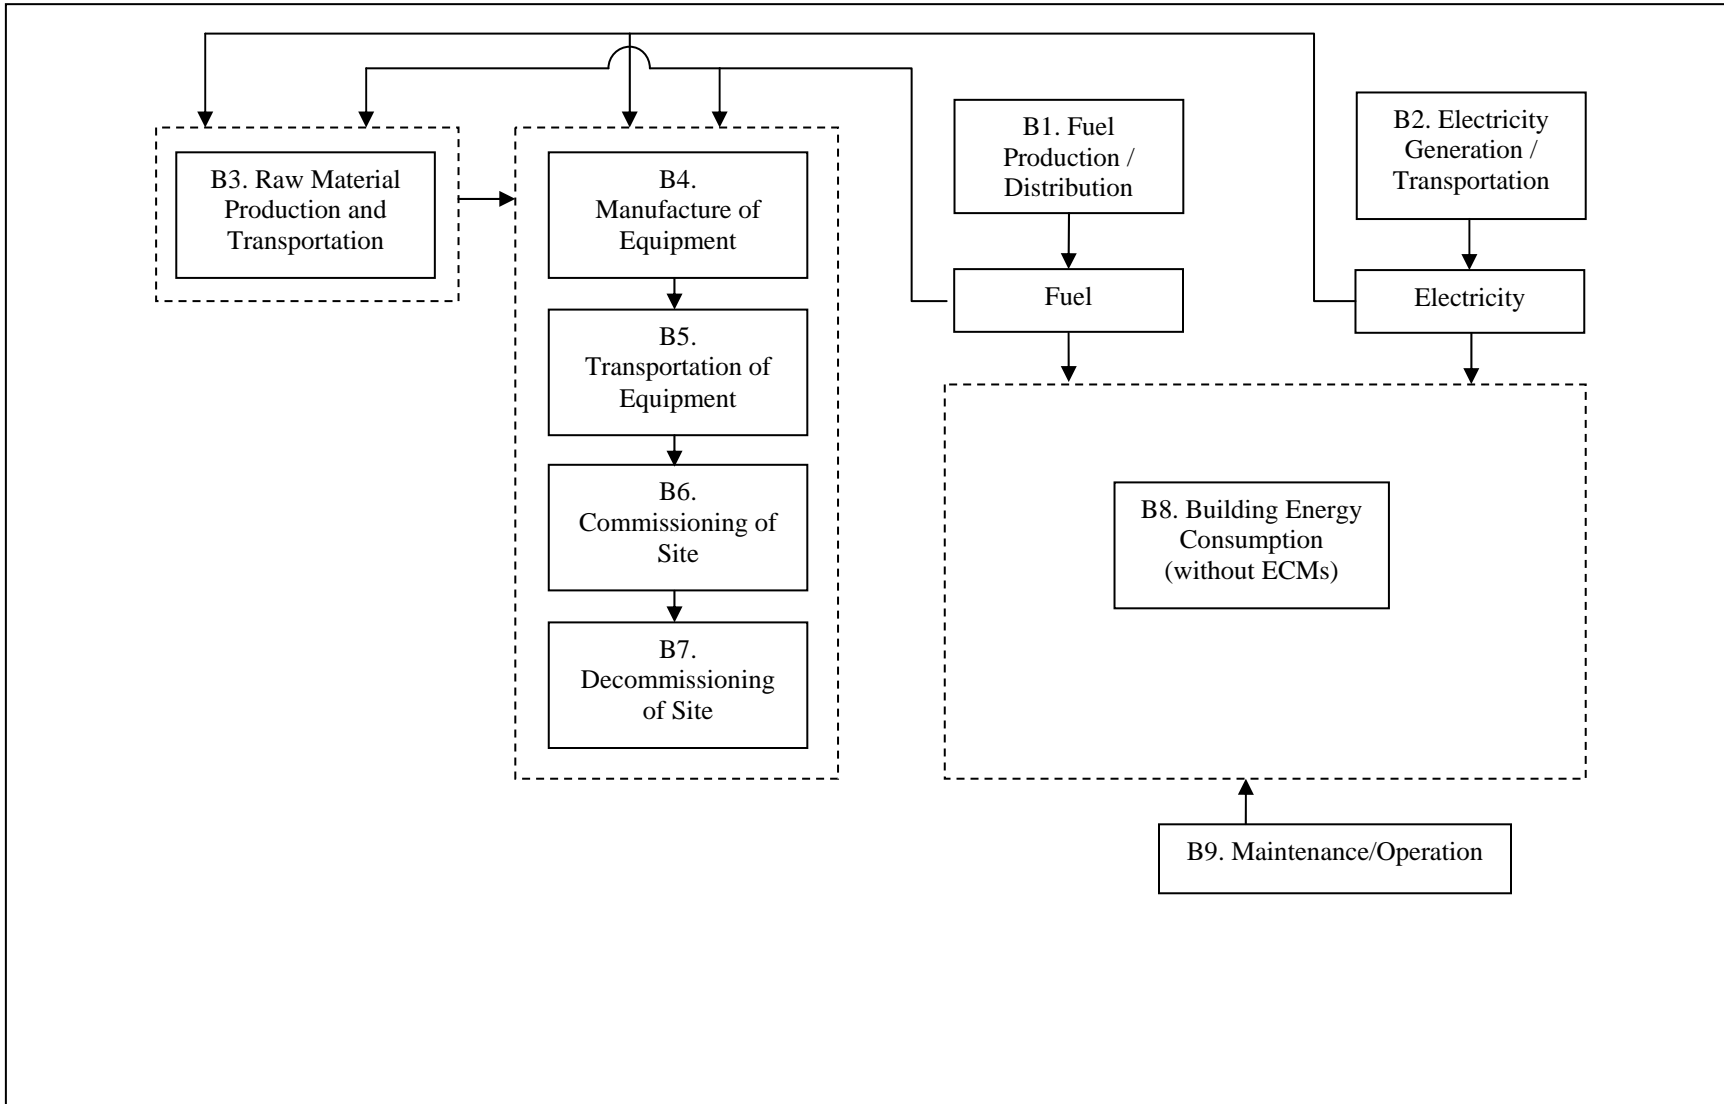 B1. Fuel
Production /
Distribution
B2. Electricity
Generation /
Transportation
B3. Raw Material
Production and
Transportation
B4.
Manufacture of
Equipment
Fuel
Electricity
B5.
Transportation of
Equipment
B6.
Commissioning of
Site
B8. Building Energy
Consumption
(without ECMs)
B7.
Decommissioning
of Site
B9. Maintenance/Operation